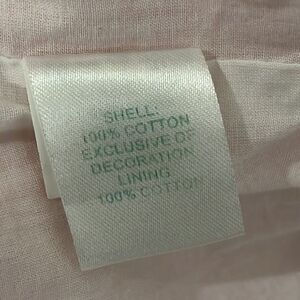 SHELL:
100% COTTON
EXCLUSIVE OF
DECORATION
LINING
100% COTTON